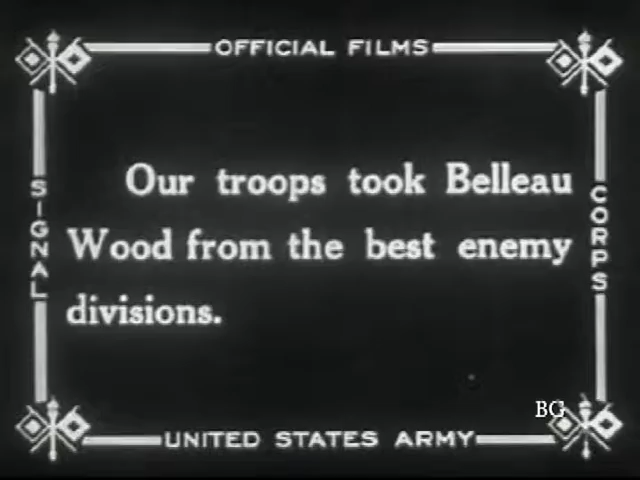 OFFICIAL FILMS
SIGNAL
CORPS
Our troops took Belleau
Wood from the best enemy
divisions.
BG
UNITED STATES ARMY